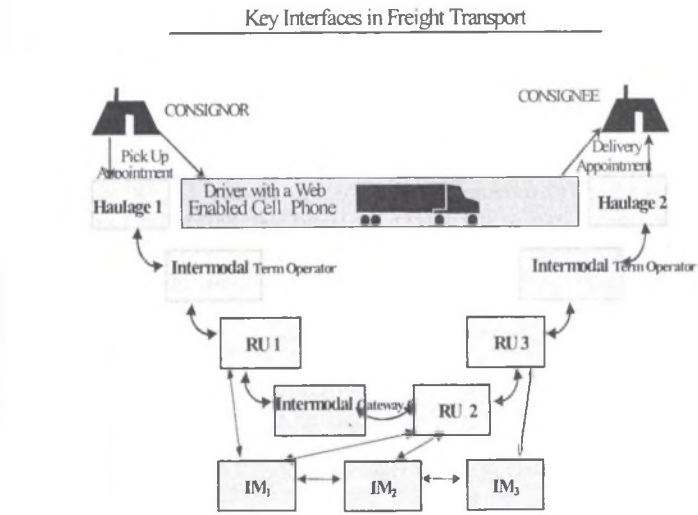 Key Interfaces in Freight Transport
CONSIGNOR
CONSIGNEE
Pick Up
Appointment
Delivery
Appointment
Haulage 1
Driver with a Web
Enabled Cell Phone
Haulage 2
Intermodal Term Operator
Intermodal Term Operator
RU 1
RU 3
Intermodal Gateway
RU 2
IM₁
IM₂
IM₃